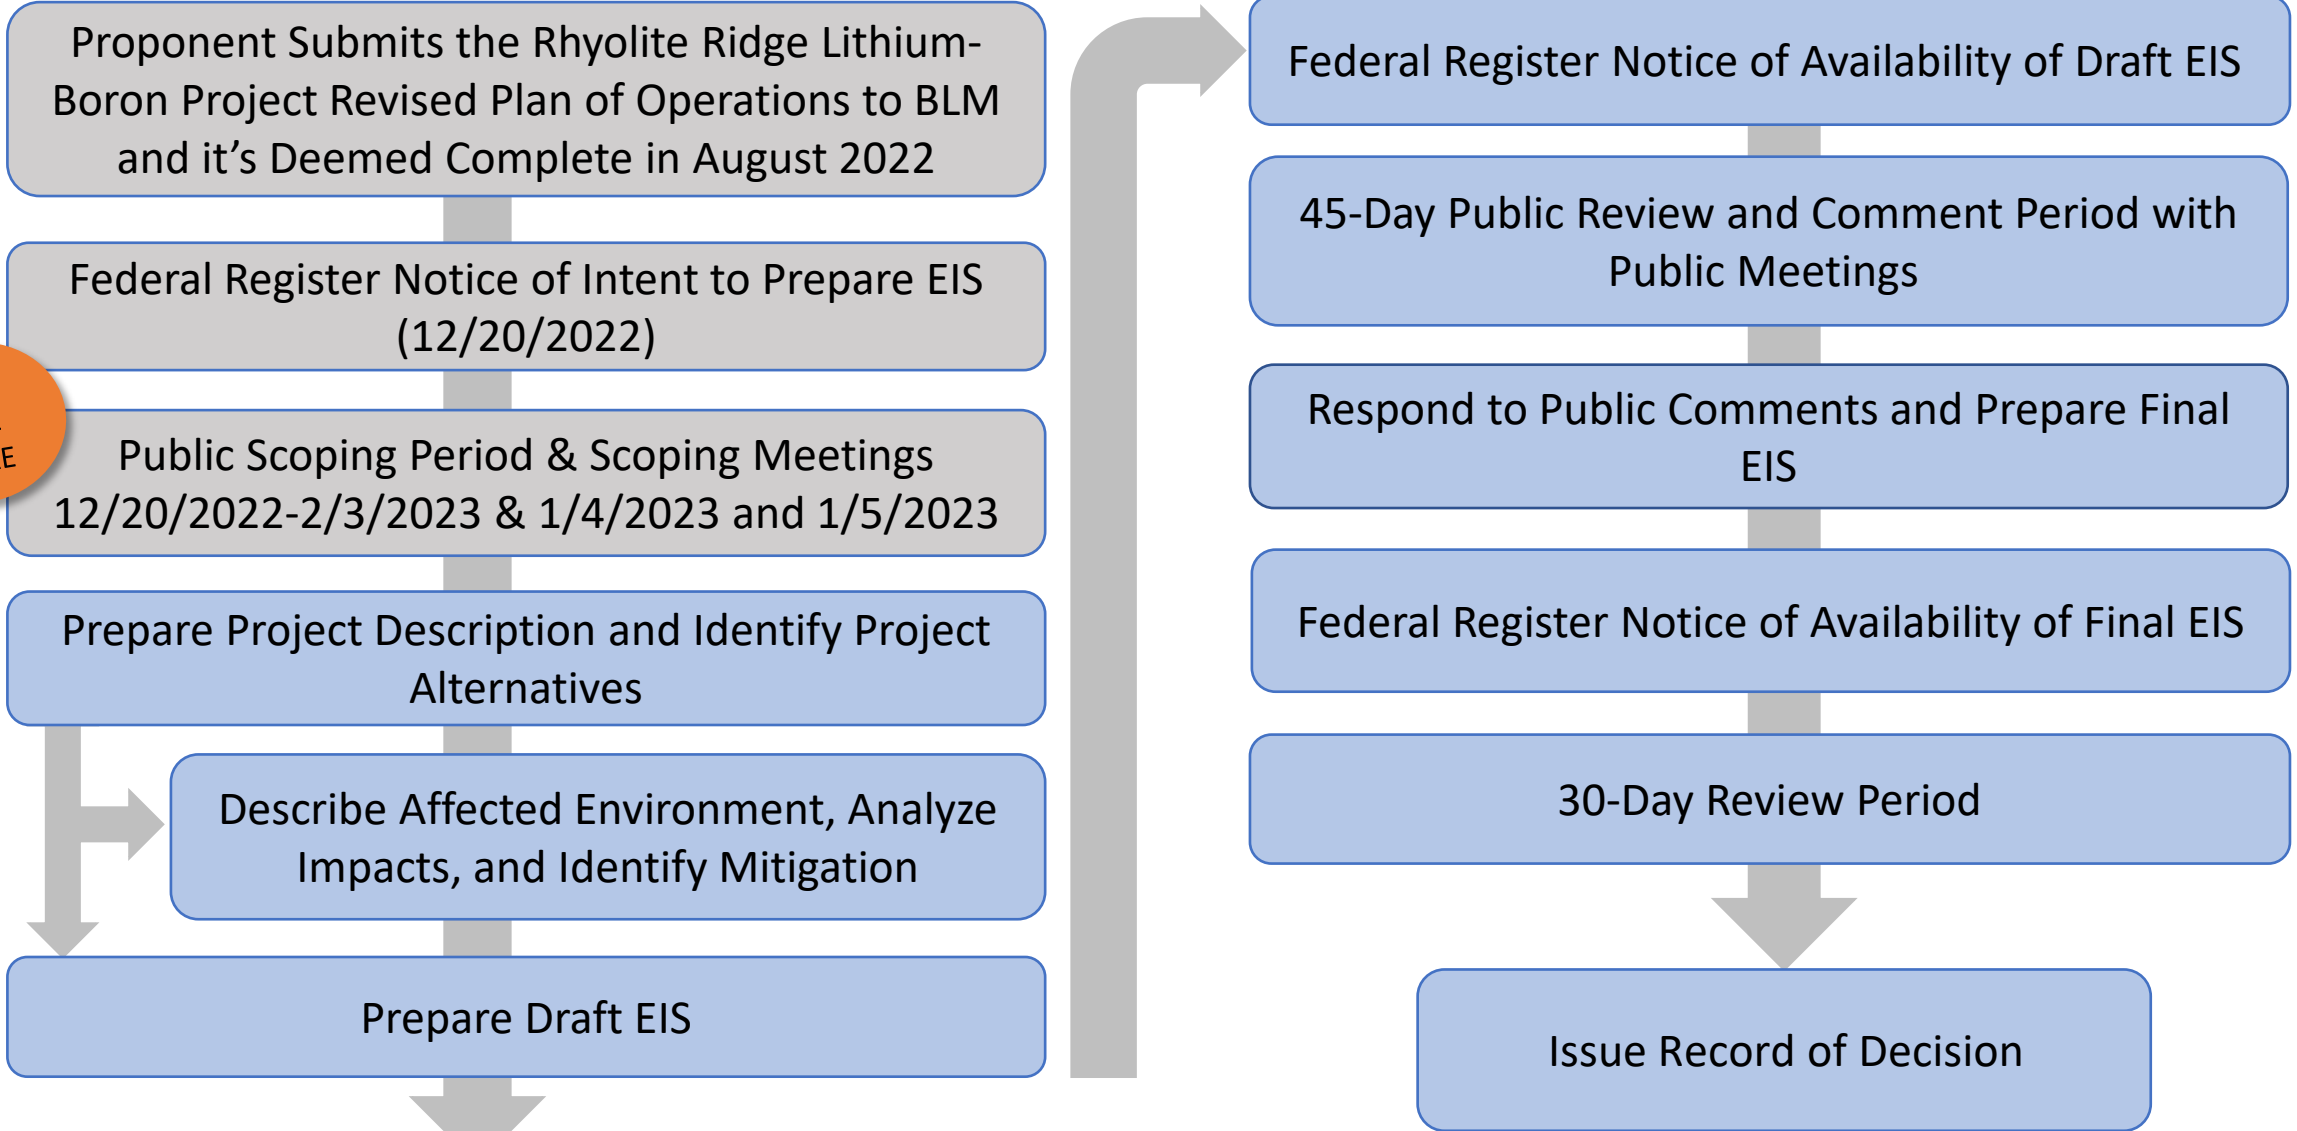 Proponent Submits the Rhyolite Ridge Lithium-
Boron Project Revised Plan of Operations to BLM
and it's Deemed Complete in August 2022
Federal Register Notice of Intent to Prepare EIS
(12/20/2022)
Public Scoping Period & Scoping Meetings
12/20/2022-2/3/2023 & 1/4/2023 and 1/5/2023
Prepare Project Description and Identify Project
Alternatives
Describe Affected Environment, Analyze
Impacts, and Identify Mitigation
Prepare Draft EIS
Federal Register Notice of Availability of Draft EIS
45-Day Public Review and Comment Period with
Public Meetings
Respond to Public Comments and Prepare Final
EIS
Federal Register Notice of Availability of Final EIS
30-Day Review Period
Issue Record of Decision